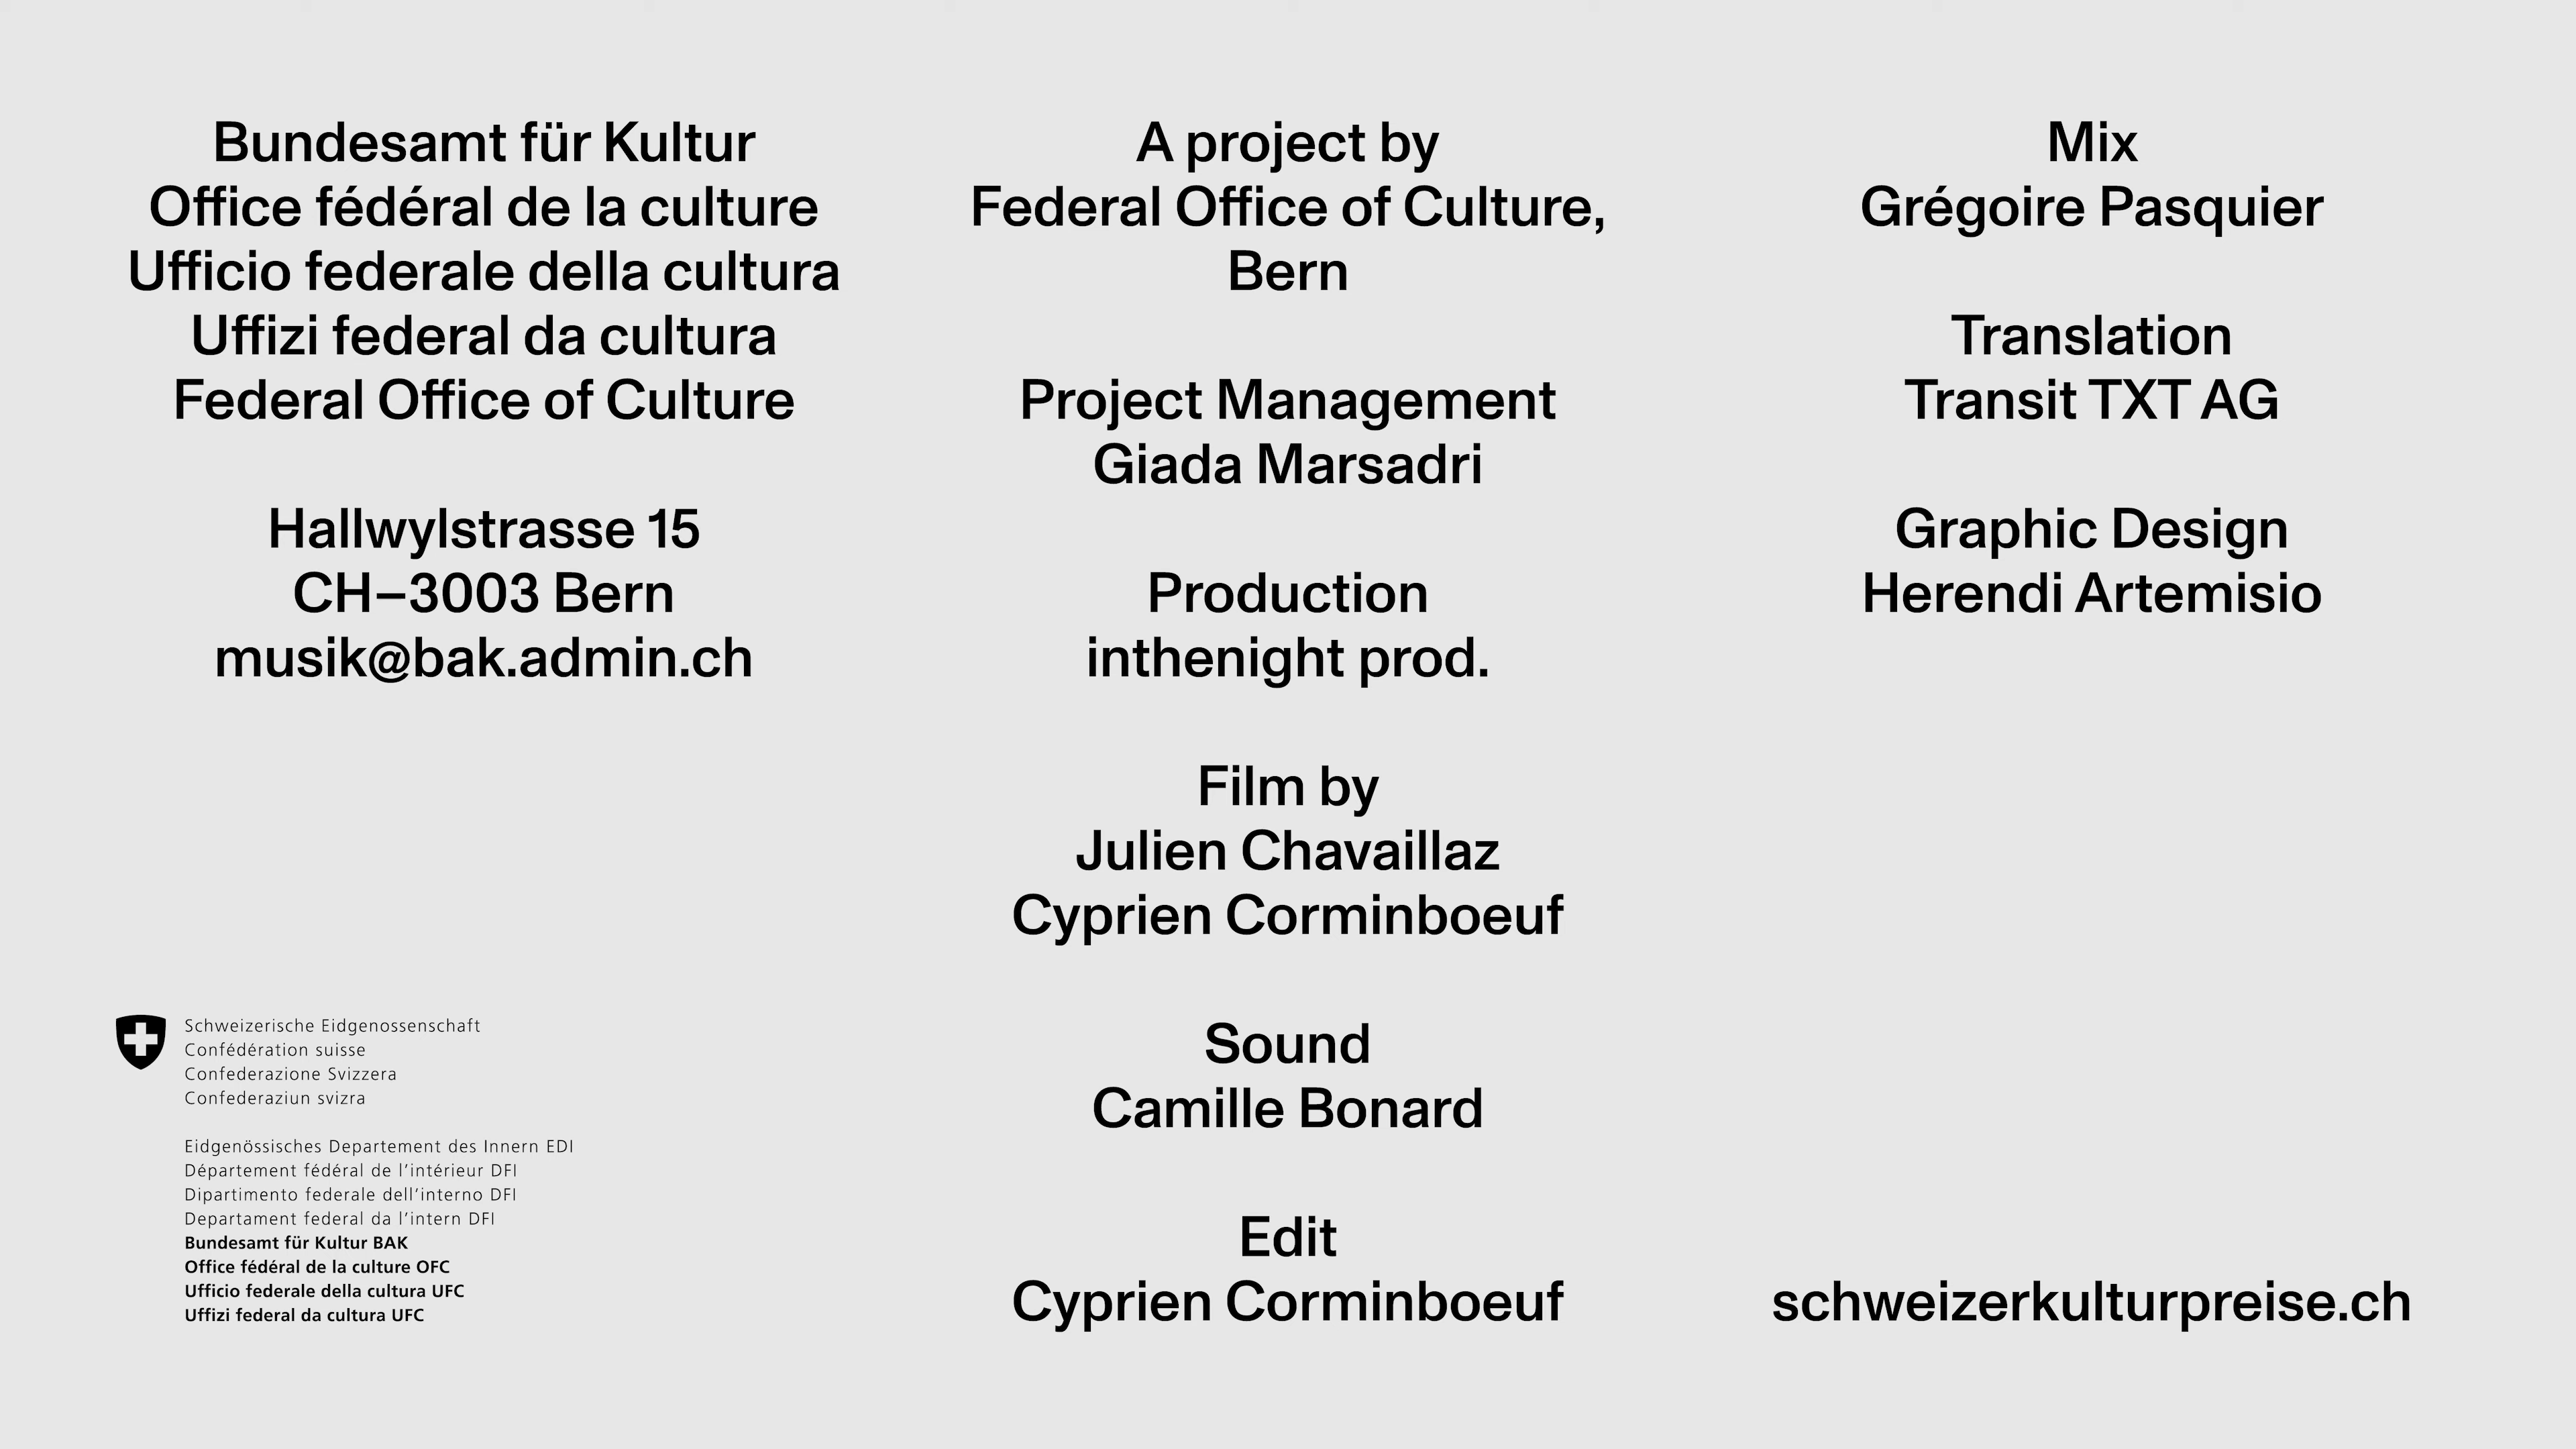 Bundesamt für Kultur
Office fédéral de la culture
Ufficio federale della cultura
Uffizi federal da cultura
Federal Office of Culture
Hallwylstrasse 15
CH–3003 Bern
musik@bak.admin.ch
Schweizerische Eidgenossenschaft
Confédération suisse
Confederazione Svizzera
Confederaziun svizra
Eidgenössisches Departement des Innern EDI
Département fédéral de l'intérieur DFI
Dipartimento federale dell'interno DFI
Departament federal da l'intern DFI
Bundesamt für Kultur BAK
Office fédéral de la culture OFC
Ufficio federale della cultura UFC
Uffizi federal da cultura UFC
A project by
Federal Office of Culture,
Bern
Project Management
Giada Marsadri
Production
inthenight prod.
Film by
Julien Chavaillaz
Cyprien Corminboeuf
Sound
Camille Bonard
Edit
Cyprien Corminboeuf
Mix
Grégoire Pasquier
Translation
Transit TXT AG
Graphic Design
Herendi Artemisio
schweizerkulturpreise.ch